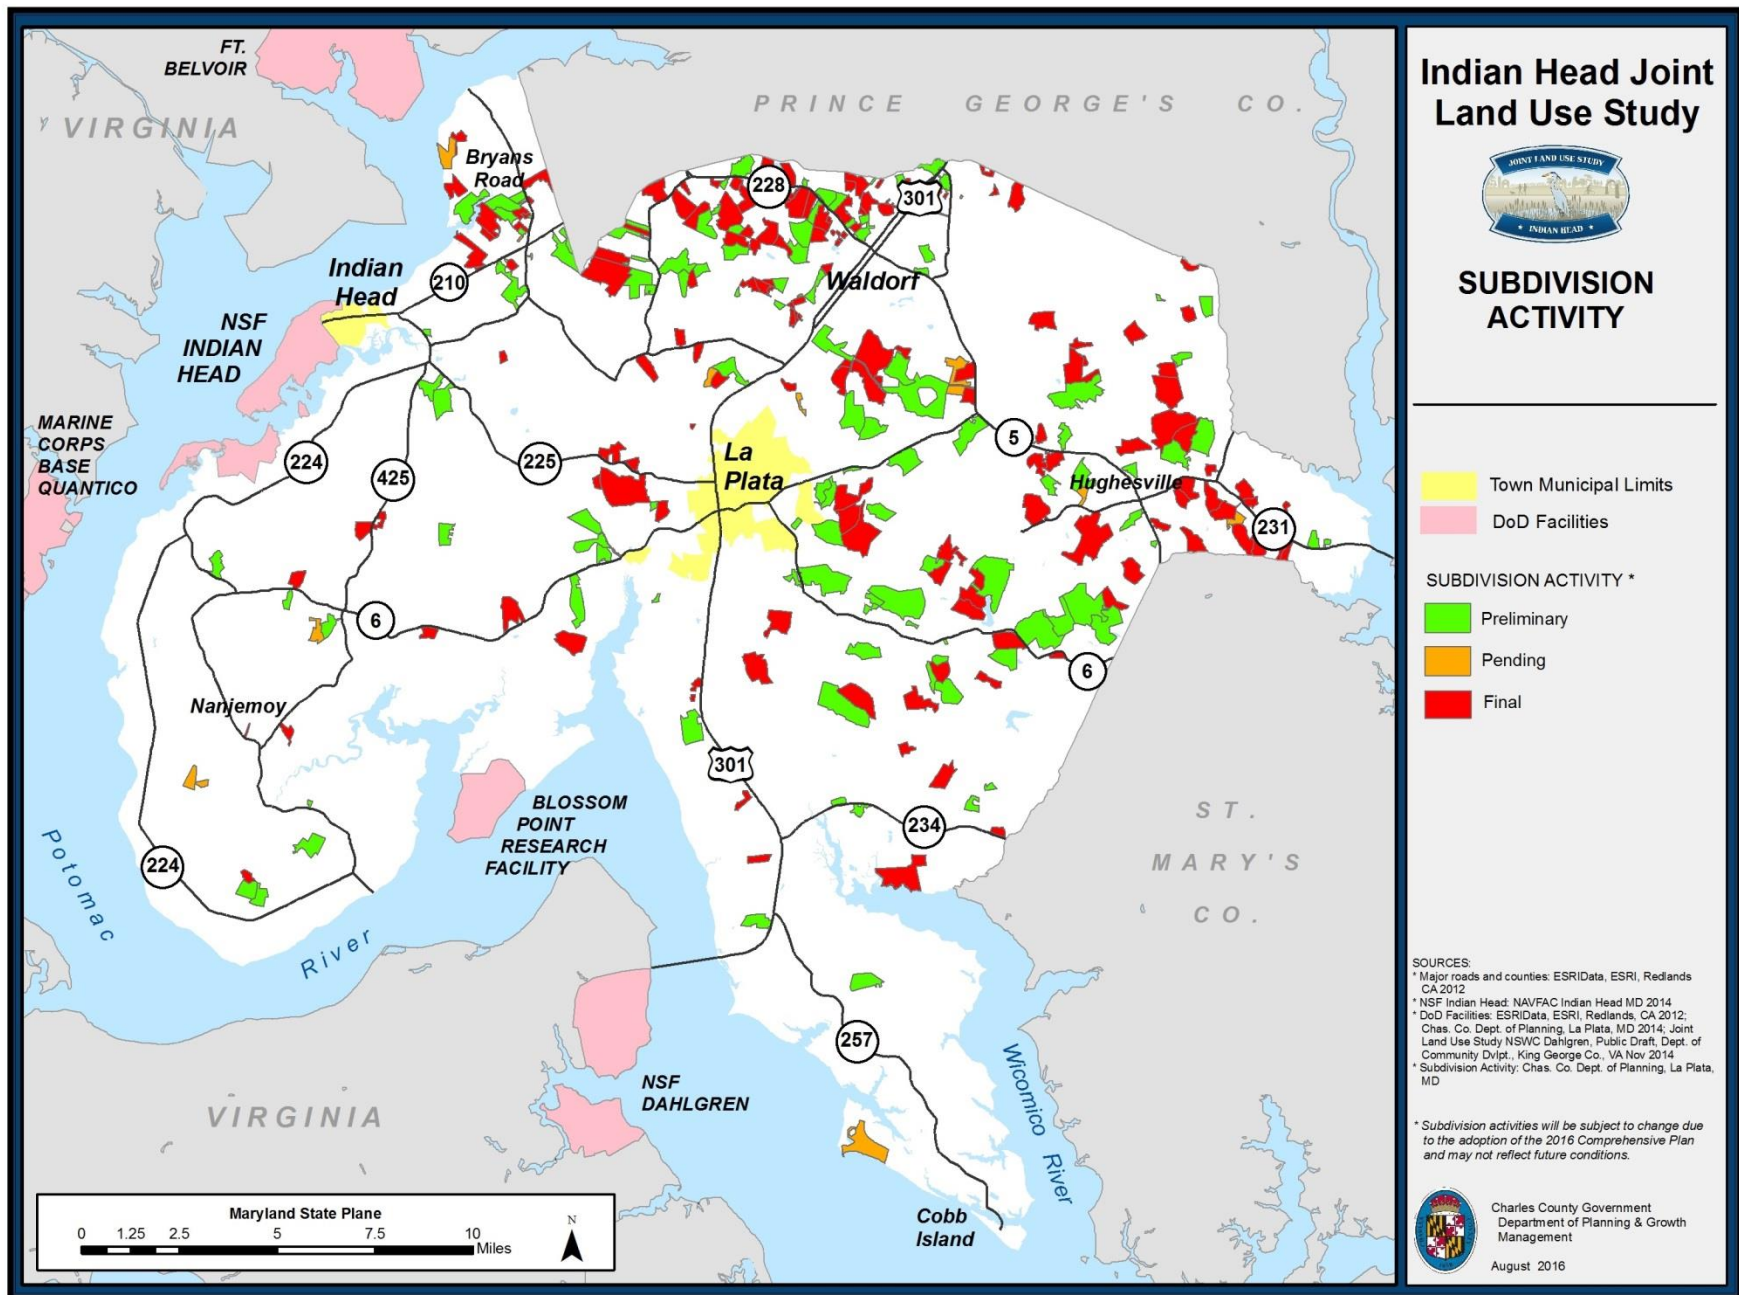 FT.
BELVOIR
VIRGINIA
PRINCE GEORGE'S CO.
Bryans
Road
228
301
Indian
Head
210
Waldorf
NSF
INDIAN
HEAD
MARINE
CORPS
BASE
QUANTICO
224
425
225
La
Plata
5
Hughesville
231
6
6
Nanjemoy
301
BLOSSOM
POINT
RESEARCH
FACILITY
234
ST.
MARY'S
CO.
224
Potomac
River
257
NSF
DAHLGREN
VIRGINIA
Wicomico
River
Cobb
Island
Maryland State Plane
0 1.25 2.5 5 7.5 10
Miles
N
Indian Head Joint
Land Use Study
JOINT LAND USE STUDY
* INDIAN HEAD *
SUBDIVISION
ACTIVITY
Town Municipal Limits
DoD Facilities
SUBDIVISION ACTIVITY *
Preliminary
Pending
Final
SOURCES:
* Major roads and counties: ESRIData, ESRI, Redlands
CA 2012
* NSF Indian Head: NAVFAC Indian Head MD 2014
* DoD Facilities: ESRIData, ESRI, Redlands, CA 2012;
Chas. Co. Dept. of Planning, La Plata, MD 2014; Joint
Land Use Study NSWC Dahlgren, Public Draft, Dept. of
Community Dvlpt., King George Co., VA Nov 2014
* Subdivision Activity: Chas. Co. Dept. of Planning, La Plata,
MD
* Subdivision activities will be subject to change due
to the adoption of the 2016 Comprehensive Plan
and may not reflect future conditions.
Charles County Government
Department of Planning & Growth
Management
August 2016